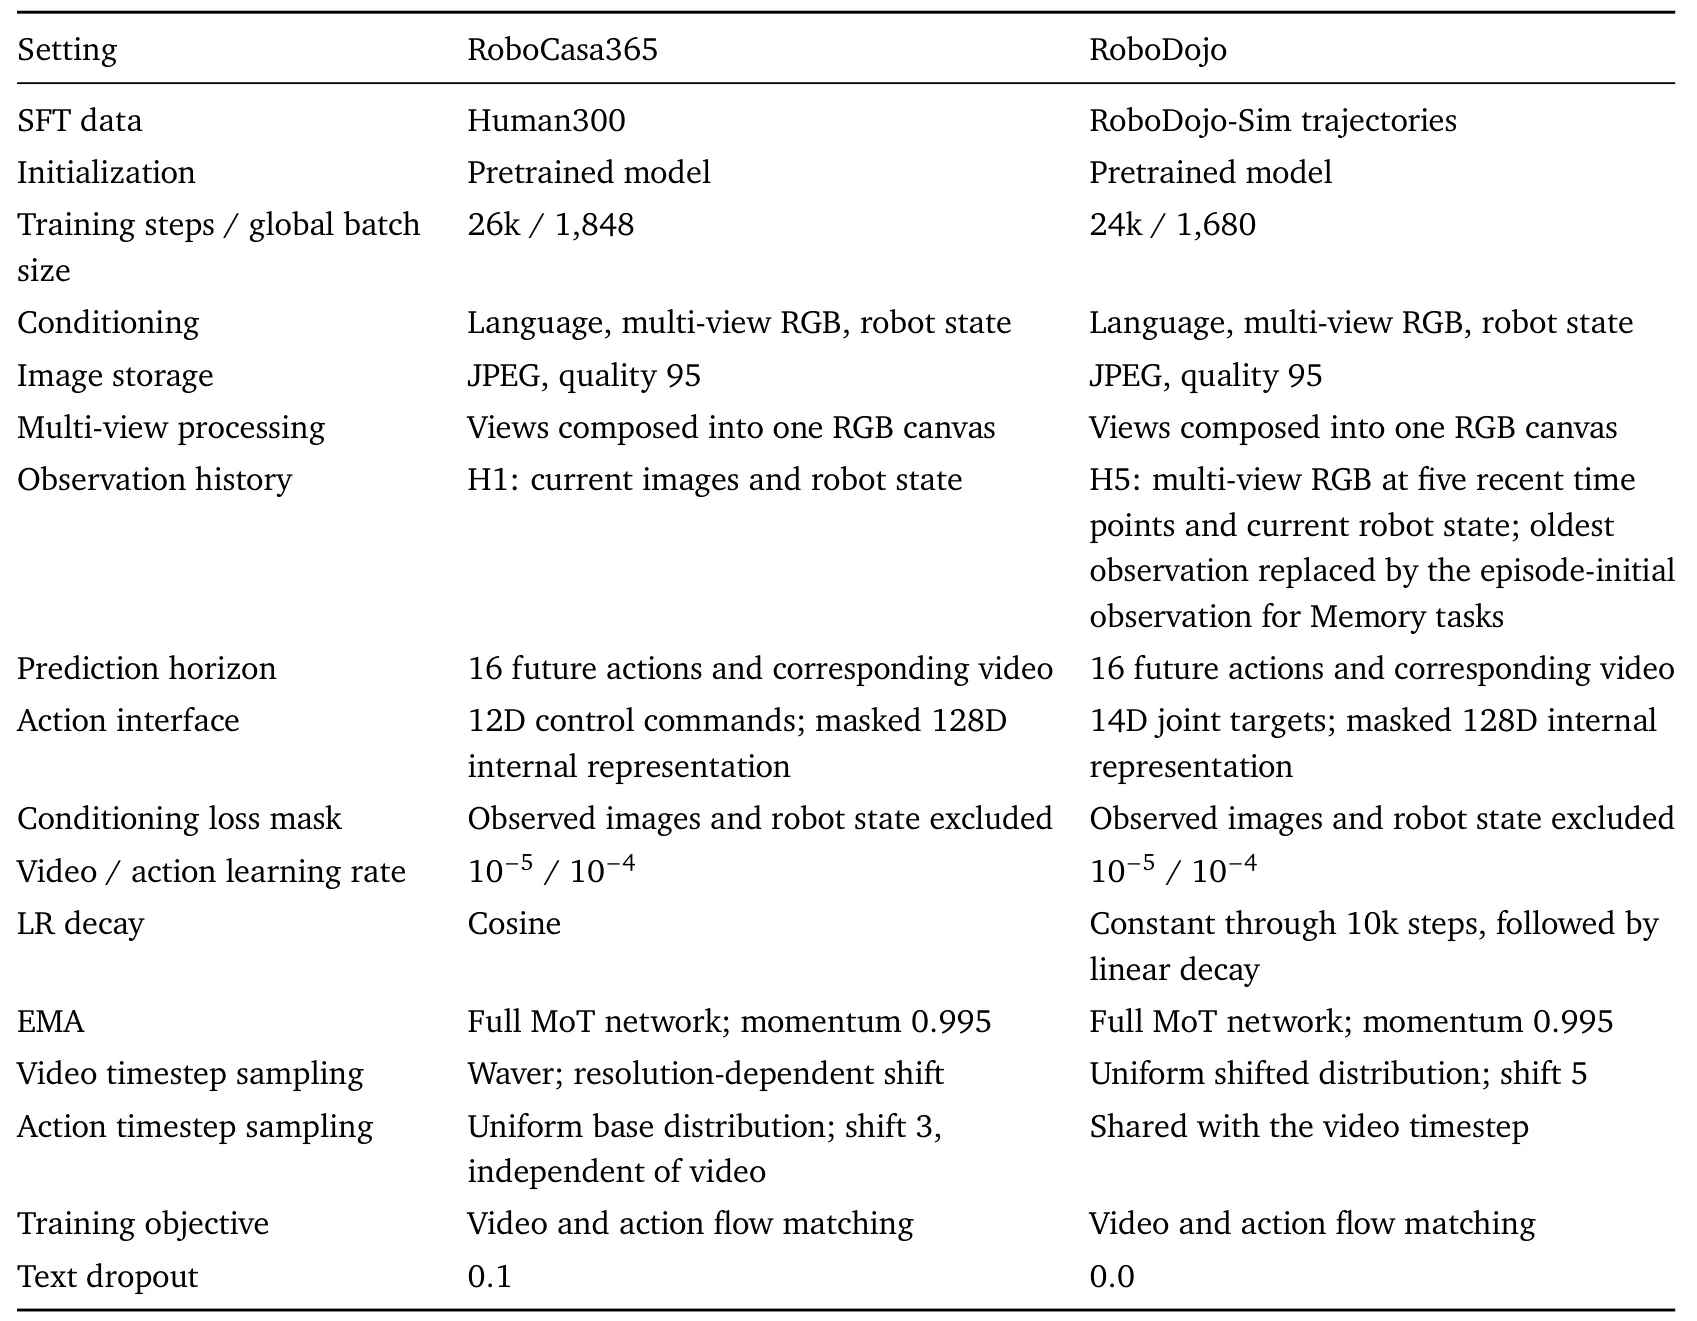 Setting RoboCasa365 RoboDojo
SFT data Human300 RoboDojo-Sim trajectories
Initialization Pretrained model Pretrained model
Training steps / global batch 26k / 1,848 24k / 1,680
size
Conditioning Language, multi-view RGB, robot state Language, multi-view RGB, robot state
Image storage JPEG, quality 95 JPEG, quality 95
Multi-view processing Views composed into one RGB canvas Views composed into one RGB canvas
Observation history H1: current images and robot state H5: multi-view RGB at five recent time
points and current robot state; oldest
observation replaced by the episode-initial
observation for Memory tasks
Prediction horizon 16 future actions and corresponding video 16 future actions and corresponding video
Action interface 12D control commands; masked 128D 14D joint targets; masked 128D internal
internal representation representation
Conditioning loss mask Observed images and robot state excluded Observed images and robot state excluded
Video / action learning rate 10⁻⁵ / 10⁻⁴ 10⁻⁵ / 10⁻⁴
LR decay Cosine Constant through 10k steps, followed by
linear decay
EMA Full MoT network; momentum 0.995 Full MoT network; momentum 0.995
Video timestep sampling Waver; resolution-dependent shift Uniform shifted distribution; shift 5
Action timestep sampling Uniform base distribution; shift 3, Shared with the video timestep
independent of video
Training objective Video and action flow matching Video and action flow matching
Text dropout 0.1 0.0